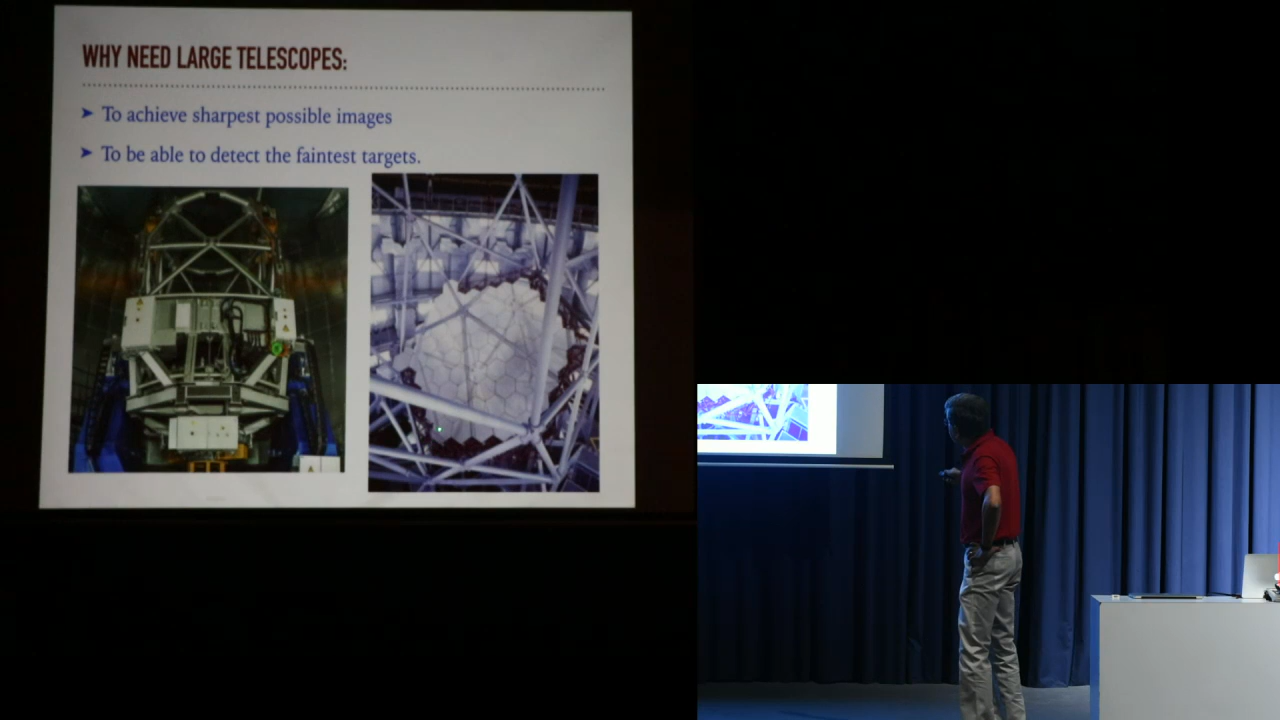 WHY NEED LARGE TELESCOPES:
➤ To achieve sharpest possible images
➤ To be able to detect the faintest targets.